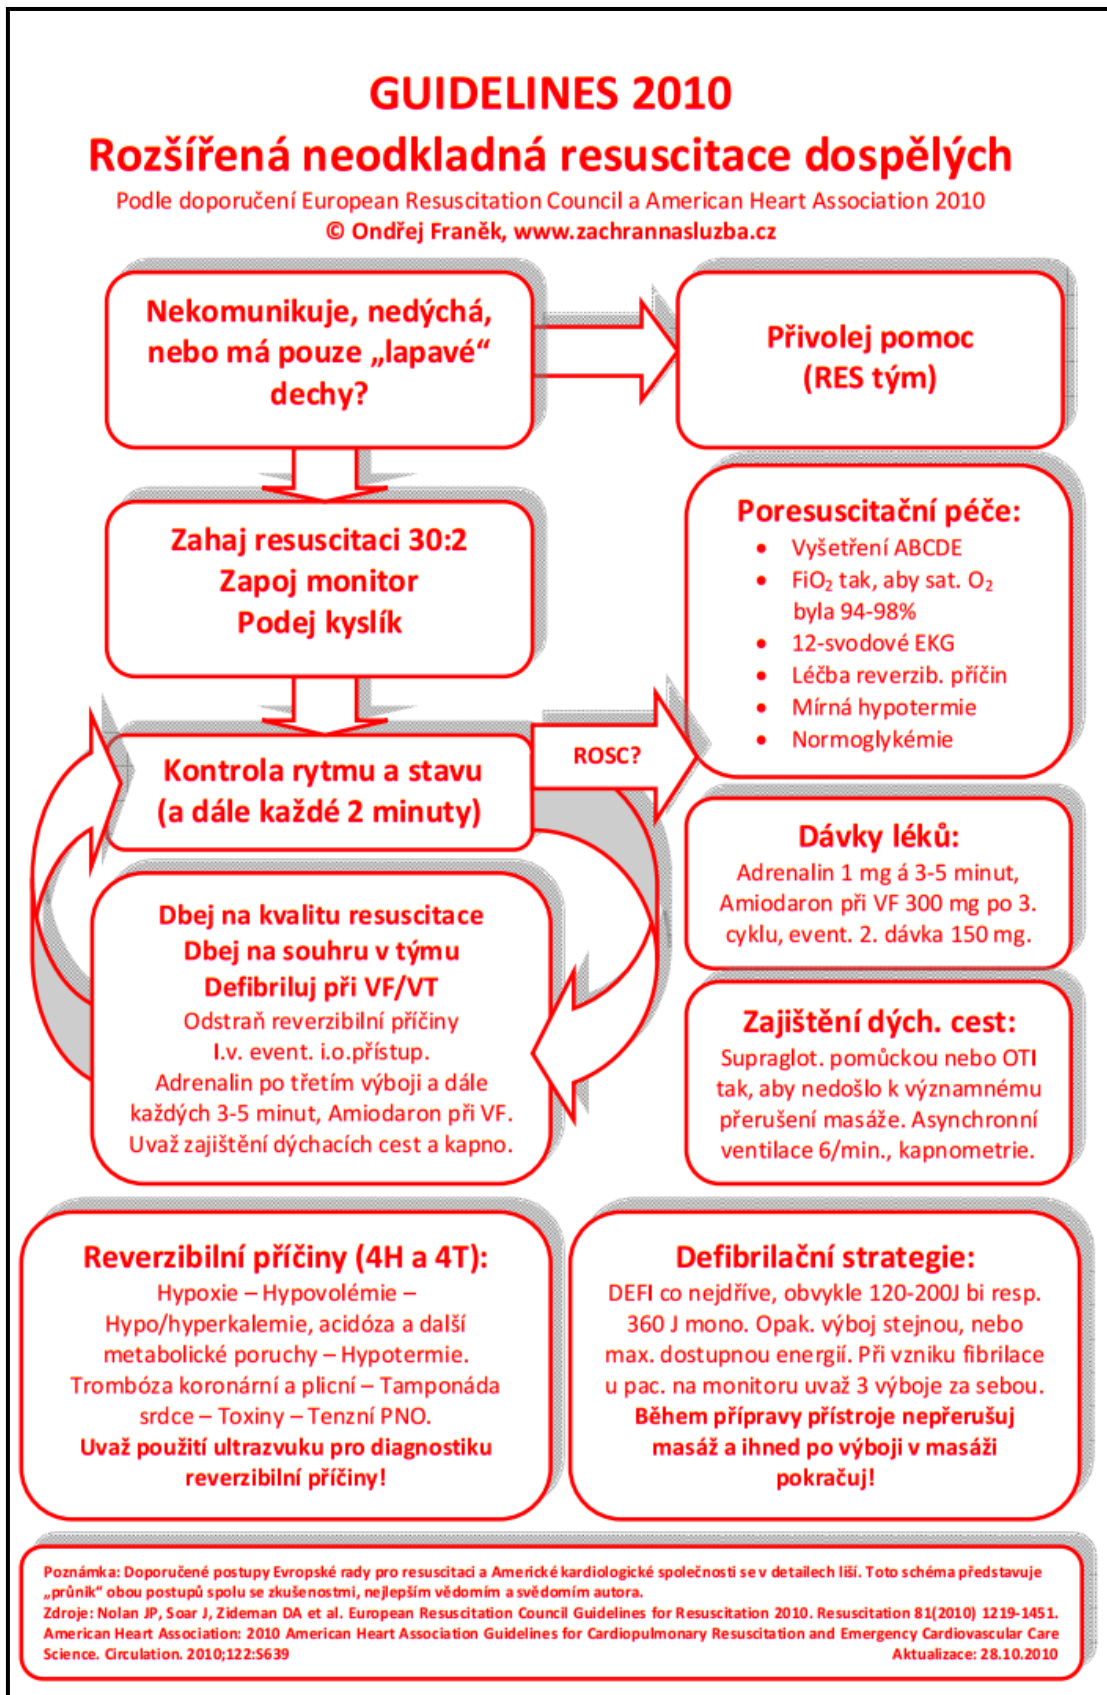 GUIDELINES 2010
Rozšířená neodkladná resuscitace dospělých
Podle doporučení European Resuscitation Council a American Heart Association 2010
© Ondřej Franěk, www.zachrannasluzba.cz
Nekomunikuje, nedýchá,
nebo má pouze „lapavé“
dechy?
Přivolej pomoc
(RES tým)
Zahaj resuscitaci 30:2
Zapoj monitor
Podej kyslík
Poresuscitační péče:
• Vyšetření ABCDE
• FiO₂ tak, aby sat. O₂
byla 94-98%
• 12-svodové EKG
• Léčba reverzib. příčin
• Mírná hypotermie
• Normoglykémie
Kontrola rytmu a stavu
(a dále každé 2 minuty)
ROSC?
Dávky léků:
Adrenalin 1 mg á 3-5 minut,
Amiodaron při VF 300 mg po 3.
cyklu, event. 2. dávka 150 mg.
Dbej na kvalitu resuscitace
Dbej na souhru v týmu
Defibriluj při VF/VT
Odstraň reverzibilní příčiny
I.v. event. i.o.přístup.
Adrenalin po třetím výboji a dále
každých 3-5 minut, Amiodaron při VF.
Uvaž zajištění dýchacích cest a kapno.
Zajištění dých. cest:
Supraglot. pomůckou nebo OTI
tak, aby nedošlo k významnému
přerušení masáže. Asynchronní
ventilace 6/min., kapnometrie.
Reverzibilní příčiny (4H a 4T):
Hypoxie – Hypovolémie –
Hypo/hyperkalemie, acidóza a další
metabolické poruchy – Hypotermie.
Trombóza koronární a plicní – Tamponáda
srdce – Toxiny – Tenzní PNO.
Uvaž použití ultrazvuku pro diagnostiku
reverzibilní příčiny!
Defibrilační strategie:
DEFI co nejdříve, obvykle 120-200J bi resp.
360 J mono. Opak. výboj stejnou, nebo
max. dostupnou energií. Při vzniku fibrilace
u pac. na monitoru uvaž 3 výboje za sebou.
Během přípravy přístroje nepřerušuj
masáž a ihned po výboji v masáži
pokračuj!
Poznámka: Doporučené postupy Evropské rady pro resuscitaci a Americké kardiologické společnosti se v detailech liší. Toto schéma představuje
„průnik“ obou postupů spolu se zkušenostmi, nejlepším vědomím a svědomím autora.
Zdroje: Nolan JP, Soar J, Zideman DA et al. European Resuscitation Council Guidelines for Resuscitation 2010. Resuscitation 81(2010) 1219-1451.
American Heart Association: 2010 American Heart Association Guidelines for Cardiopulmonary Resuscitation and Emergency Cardiovascular Care
Science. Circulation. 2010;122:S639 Aktualizace: 28.10.2010